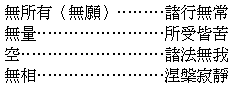 無所有（無願）………諸行無常
無量……………………所受皆苦
空………………………諸法無我
無相……………………涅槃寂靜